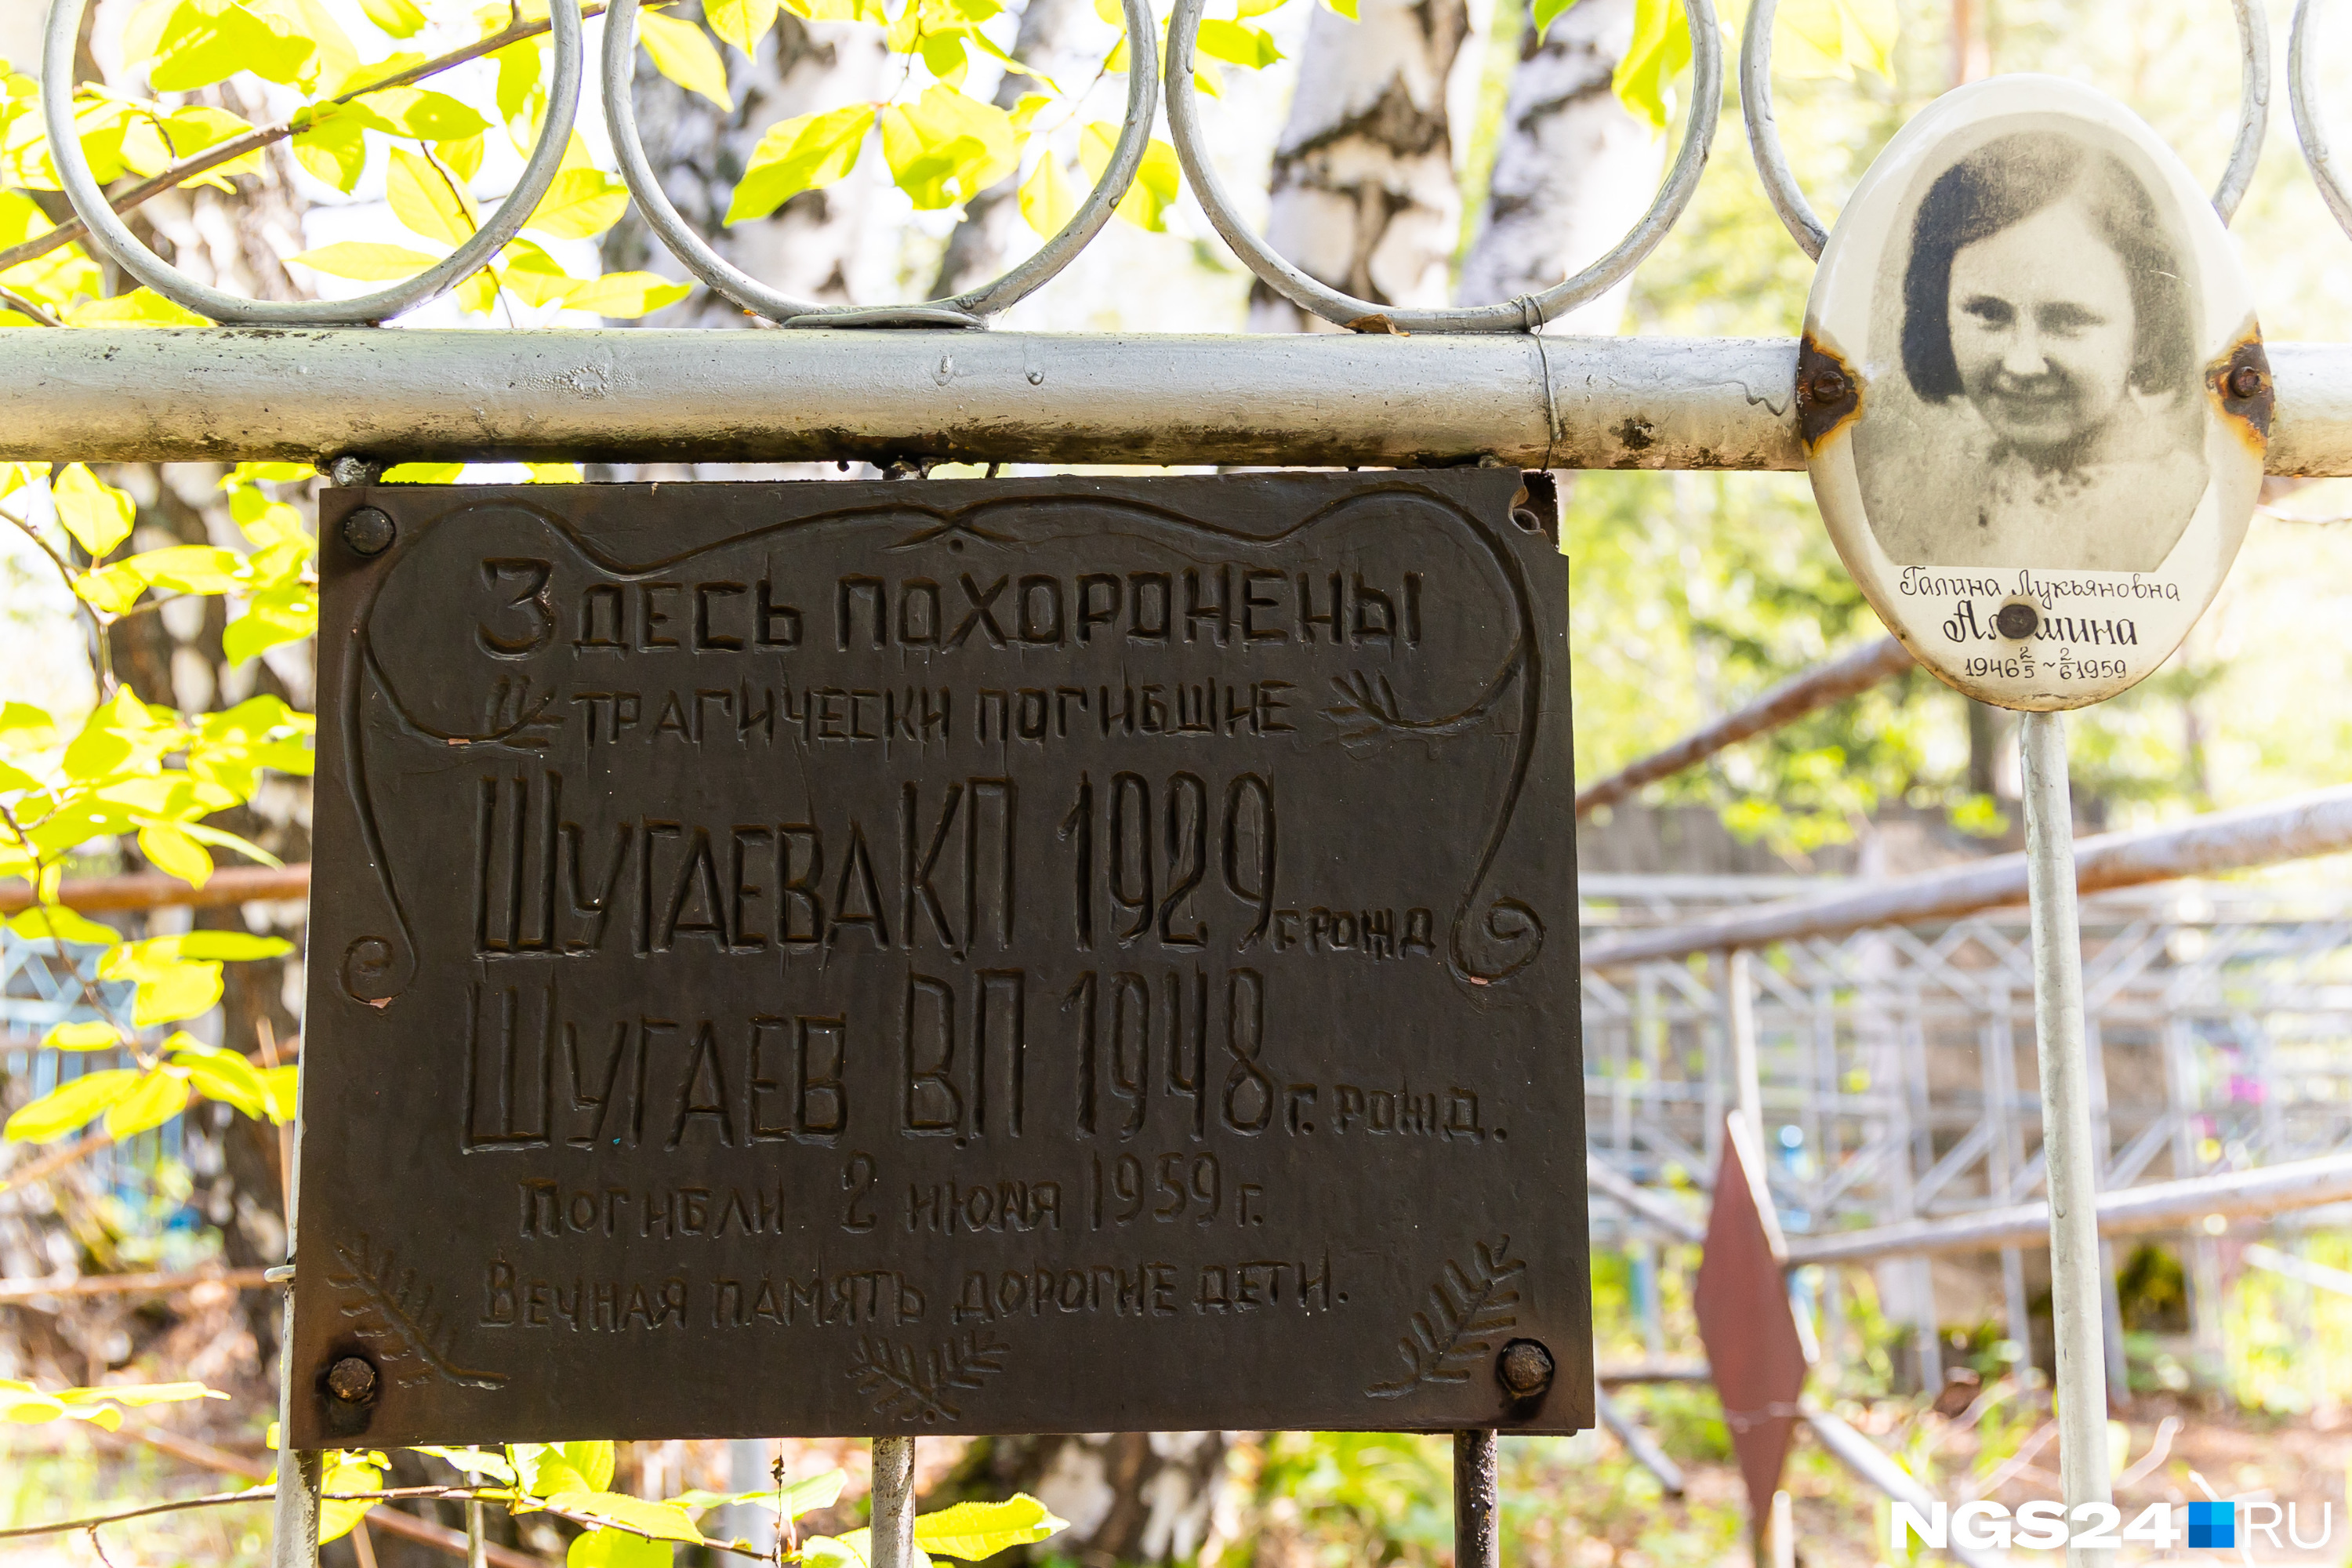 Здесь похоронены
трагически погибшие
Шугаева К.П 1929 г рожд
Шугаев В.П 1948 г. рожд.
погибли 2 июня 1959 г.
Вечная память дорогие дети.
Галина Лукьяновна
1946 2/5 ~ 2/6 1959
NGS24 RU